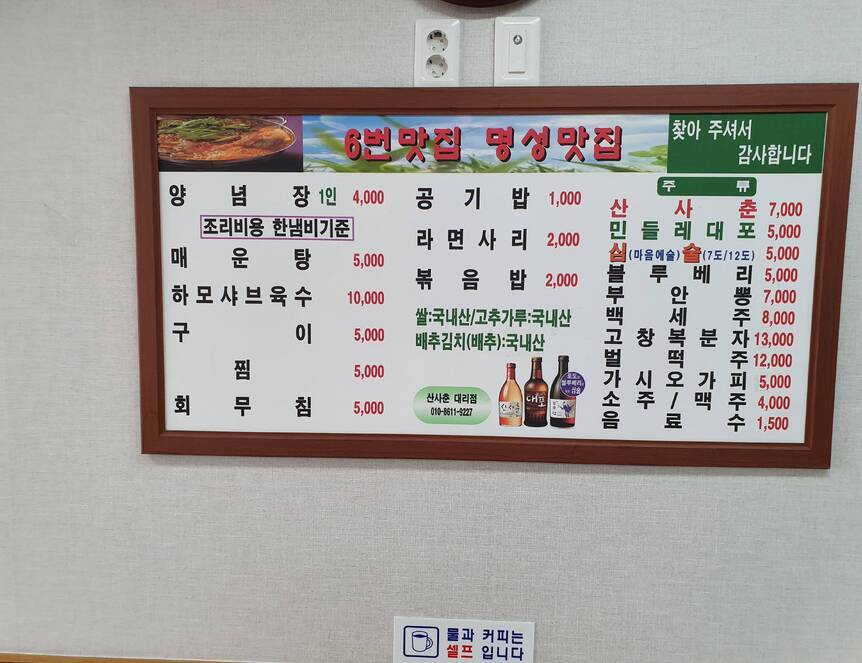 6번맛집 명성맛집
찾아 주셔서
감사합니다
양념장 1인 4,000
조리비용 한냄비기준
매운탕 5,000
하모샤브육수 10,000
구이 5,000
찜 5,000
회무침 5,000
공기밥 1,000
라면사리 2,000
볶음밥 2,000
쌀:국내산/고추가루:국내산
배추김치(배추):국내산
산사춘 대리점
010-8611-9227
대포
주류
산사춘 7,000
민들레대포 5,000
심(마음에술)술(7도/12도) 5,000
블루베리 5,000
부안뽕 7,000
백세주 8,000
고창복분자 13,000
벌떡주 12,000
가시오가피 5,000
소주/맥주 4,000
음료수 1,500
물과 커피는
셀프 입니다